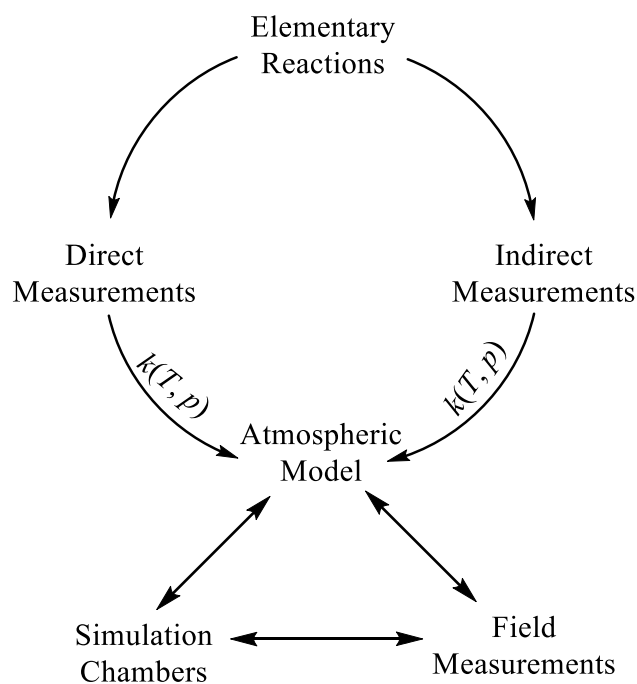 Elementary
Reactions
Direct
Measurements
Indirect
Measurements
k(T, p)
k(T, p)
Atmospheric
Model
Simulation
Chambers
Field
Measurements